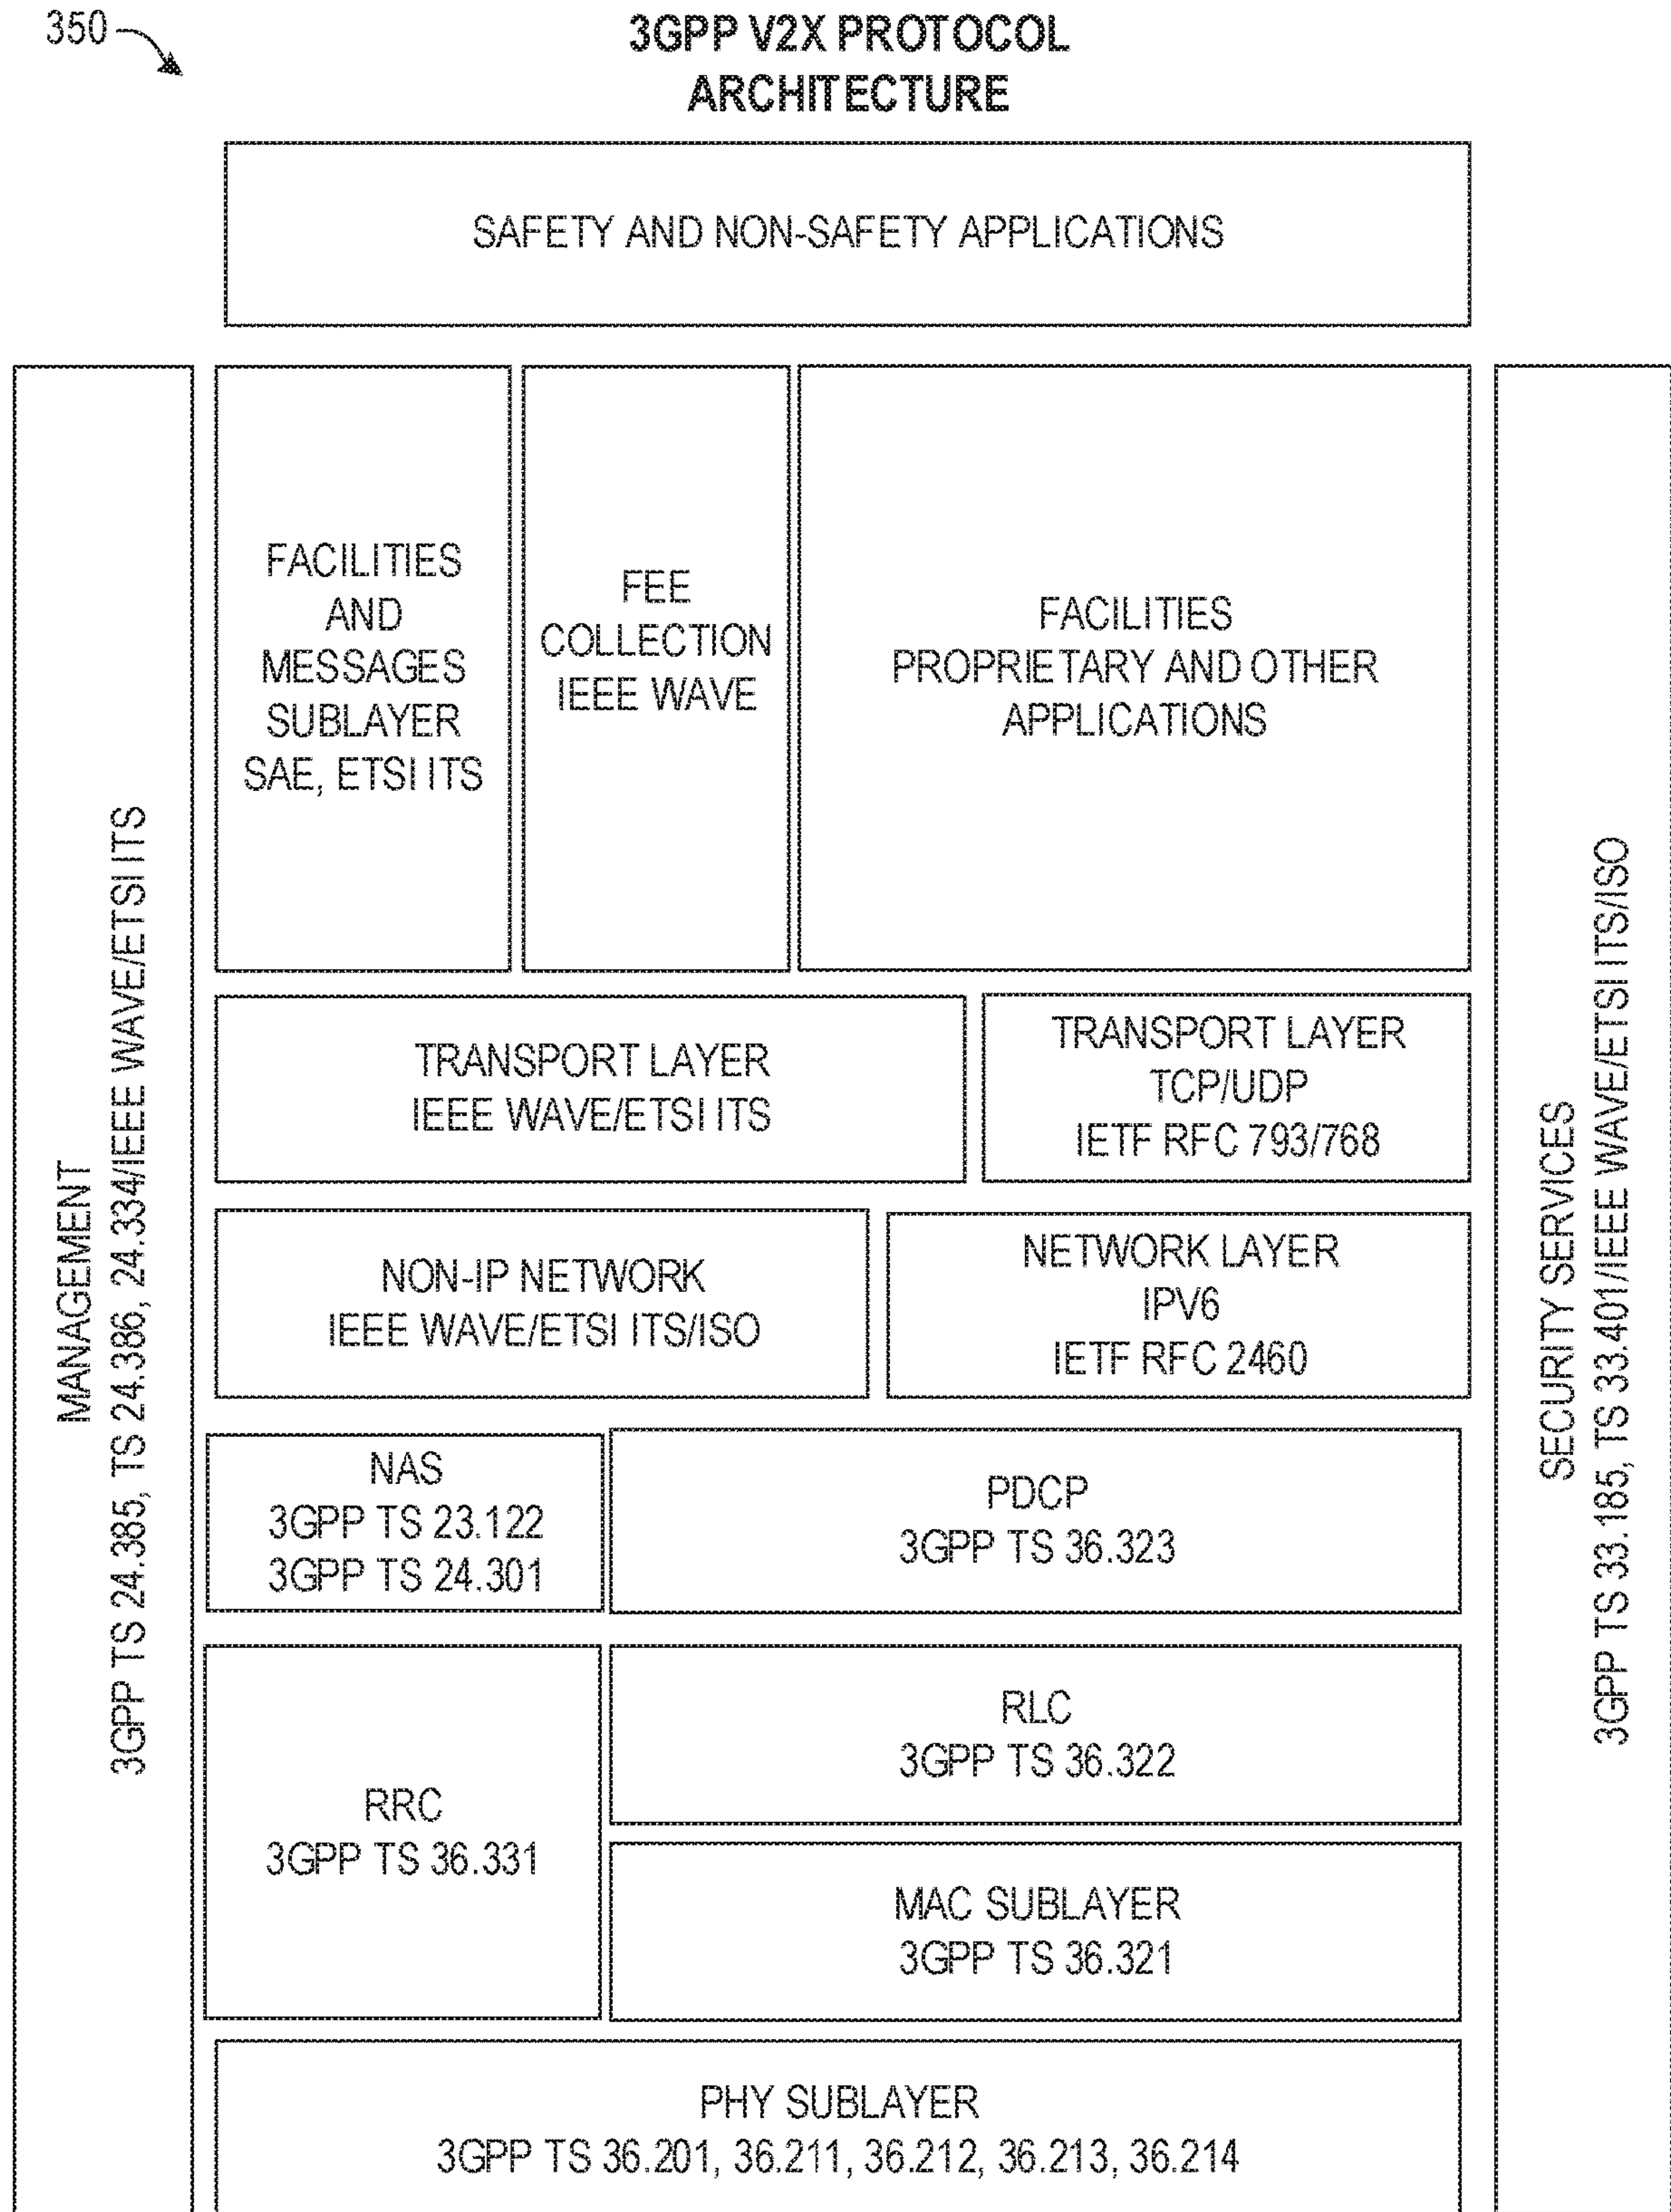 350
3GPP V2X PROTOCOL
ARCHITECTURE
SAFETY AND NON-SAFETY APPLICATIONS
MANAGEMENT
3GPP TS 24.385, TS 24.386, 24.334/IEEE WAVE/ETSI ITS
FACILITIES
AND
MESSAGES
SUBLAYER
SAE, ETSI ITS
FEE
COLLECTION
IEEE WAVE
FACILITIES
PROPRIETARY AND OTHER
APPLICATIONS
TRANSPORT LAYER
IEEE WAVE/ETSI ITS
TRANSPORT LAYER
TCP/UDP
IETF RFC 793/768
NON-IP NETWORK
IEEE WAVE/ETSI ITS/ISO
NETWORK LAYER
IPV6
IETF RFC 2460
NAS
3GPP TS 23.122
3GPP TS 24.301
PDCP
3GPP TS 36.323
RRC
3GPP TS 36.331
RLC
3GPP TS 36.322
MAC SUBLAYER
3GPP TS 36.321
PHY SUBLAYER
3GPP TS 36.201, 36.211, 36.212, 36.213, 36.214
SECURITY SERVICES
3GPP TS 33.185, TS 33.401/IEEE WAVE/ETSI ITS/ISO